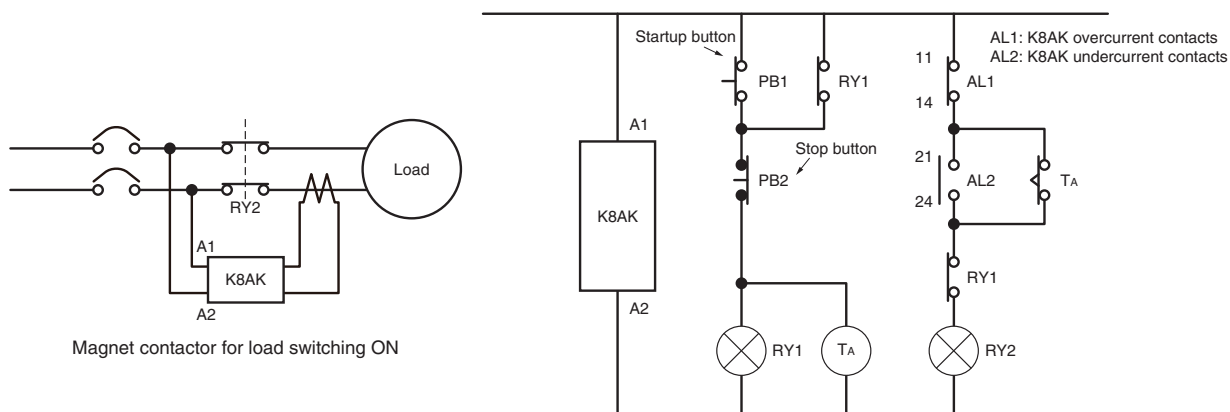 Load
RY2
A1
K8AK
A2
Magnet contactor for load switching ON
Startup button
PB1
RY1
Stop button
PB2
A1
K8AK
A2
RY1
TA
AL1: K8AK overcurrent contacts
AL2: K8AK undercurrent contacts
11
AL1
14
21
AL2
24
TA
RY1
RY2